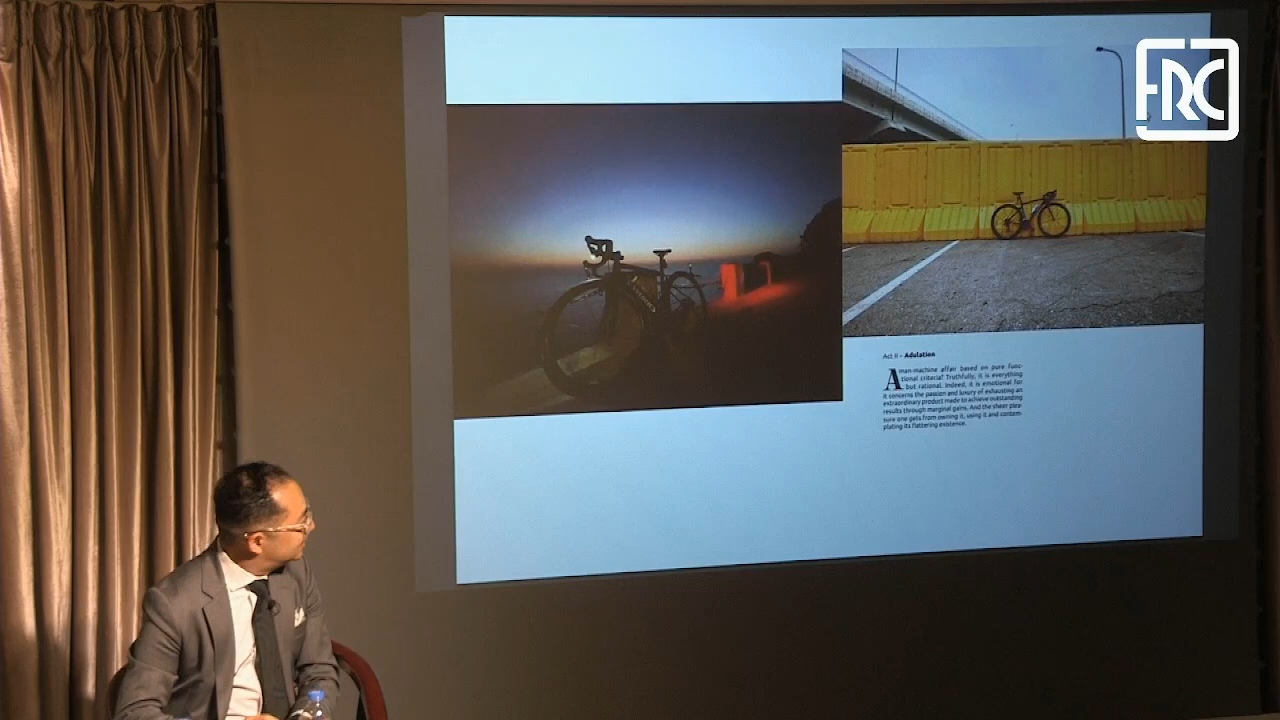 FRC
Act II – Adulation
A man-machine affair based on pure func-
tional criteria? Truthfully, it is everything
but rational. Indeed, it is emotional for
it concerns the passion and luxury of exhausting an
extraordinary product made to achieve outstanding
results through marginal gains. And the sheer plea-
sure one gets from owning it, using it and contem-
plating its flattering existence.